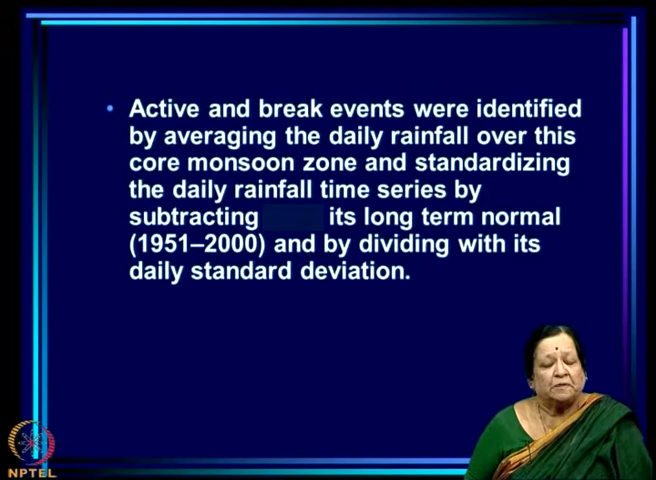 • Active and break events were identified
by averaging the daily rainfall over this
core monsoon zone and standardizing
the daily rainfall time series by
subtracting its long term normal
(1951–2000) and by dividing with its
daily standard deviation.
NPTEL